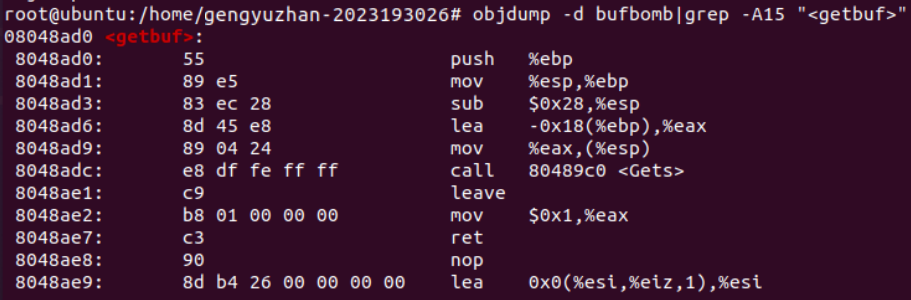 root@ubuntu:/home/gengyuzhan-2023193026# objdump -d bufbomb|grep -A15 "<getbuf>"
08048ad0 <getbuf>:
 8048ad0:	55                   	push   %ebp
 8048ad1:	89 e5                	mov    %esp,%ebp
 8048ad3:	83 ec 28             	sub    $0x28,%esp
 8048ad6:	8d 45 e8             	lea    -0x18(%ebp),%eax
 8048ad9:	89 04 24             	mov    %eax,(%esp)
 8048adc:	e8 df fe ff ff       	call   80489c0 <Gets>
 8048ae1:	c9                   	leave
 8048ae2:	b8 01 00 00 00       	mov    $0x1,%eax
 8048ae7:	c3                   	ret
 8048ae8:	90                   	nop
 8048ae9:	8d b4 26 00 00 00 00 	lea    0x0(%esi,%eiz,1),%esi